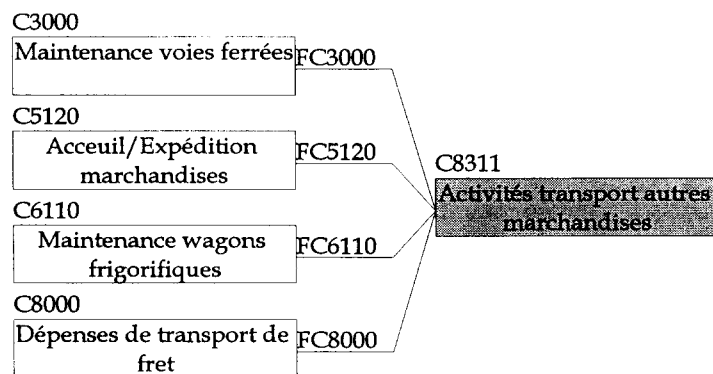 C3000
Maintenance voies ferrées
FC3000
C5120
Acceuil/Expédition
marchandises
FC5120
C8311
Activités transport autres
marchandises
C6110
Maintenance wagons
frigorifiques
FC6110
C8000
Dépenses de transport de
fret
FC8000